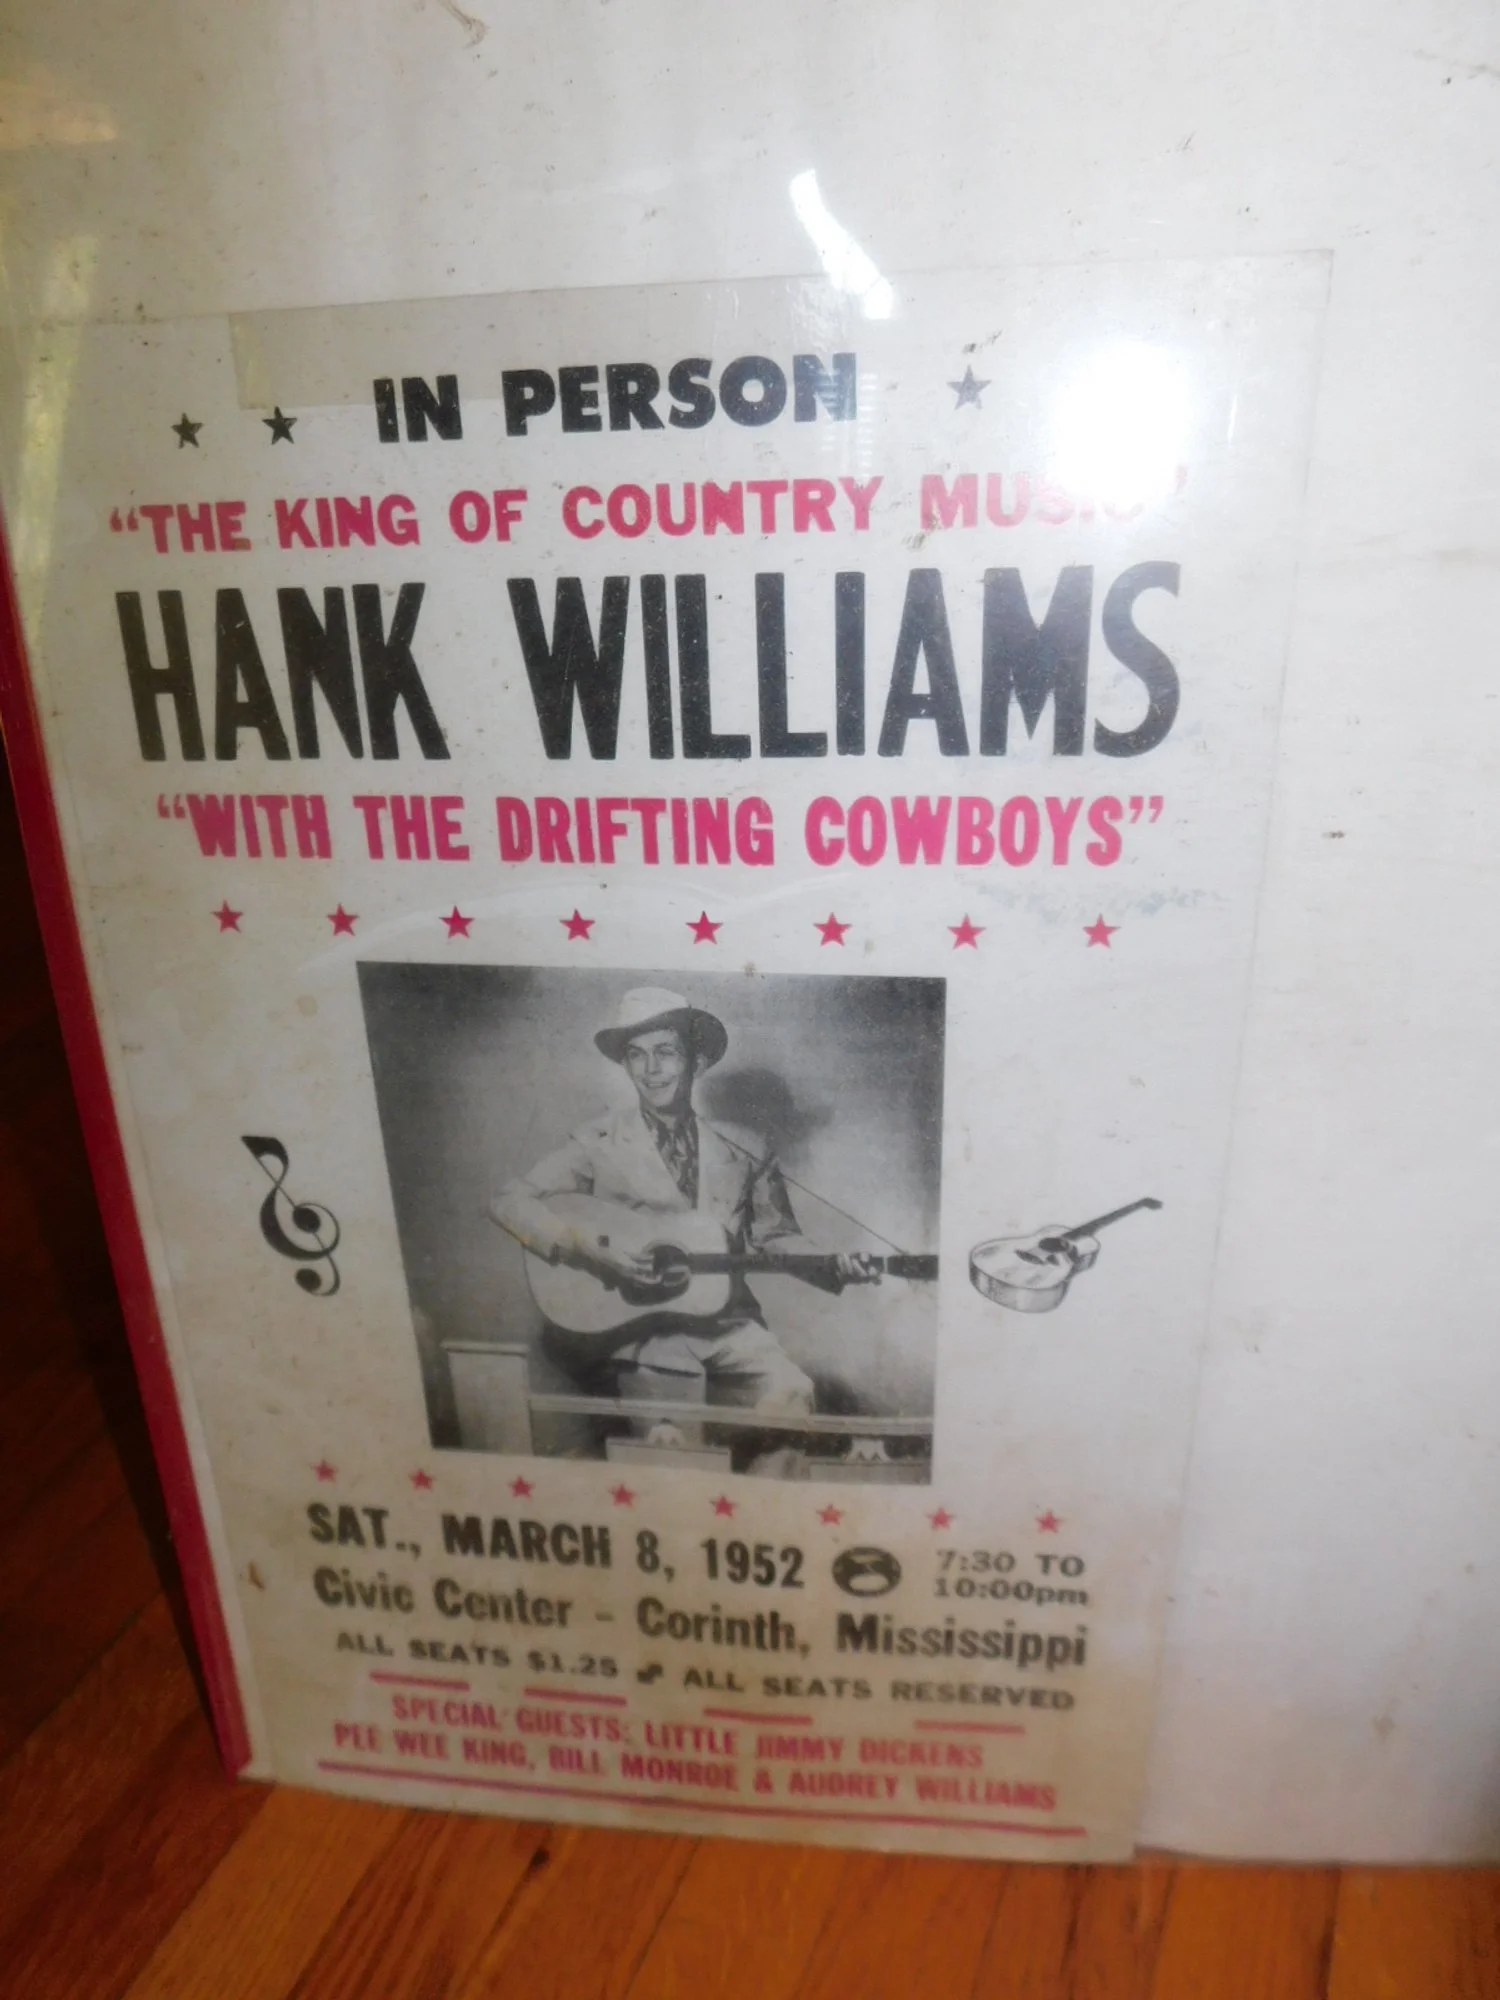 IN PERSON
“THE KING OF COUNTRY MUSIC”
HANK WILLIAMS
“WITH THE DRIFTING COWBOYS”
SAT., MARCH 8, 1952 7:30 TO
10:00pm
Civic Center - Corinth, Mississippi
ALL SEATS $1.25 ALL SEATS RESERVED
SPECIAL GUESTS: LITTLE JIMMY DICKENS
PEE WEE KING, BILL MONROE & AUDREY WILLIAMS